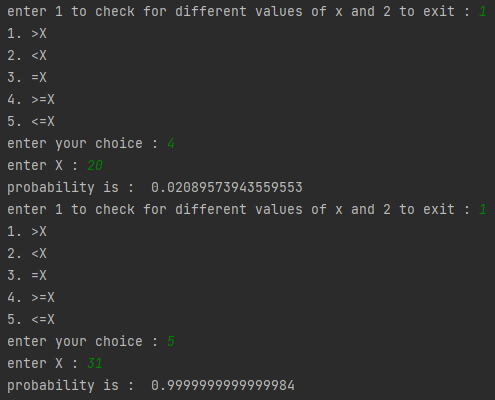 enter 1 to check for different values of x and 2 to exit : 1
1. >X
2. <X
3. =X
4. >=X
5. <=X
enter your choice : 4
enter X : 20
probability is :  0.02089573943559553
enter 1 to check for different values of x and 2 to exit : 1
1. >X
2. <X
3. =X
4. >=X
5. <=X
enter your choice : 5
enter X : 31
probability is :  0.9999999999999984